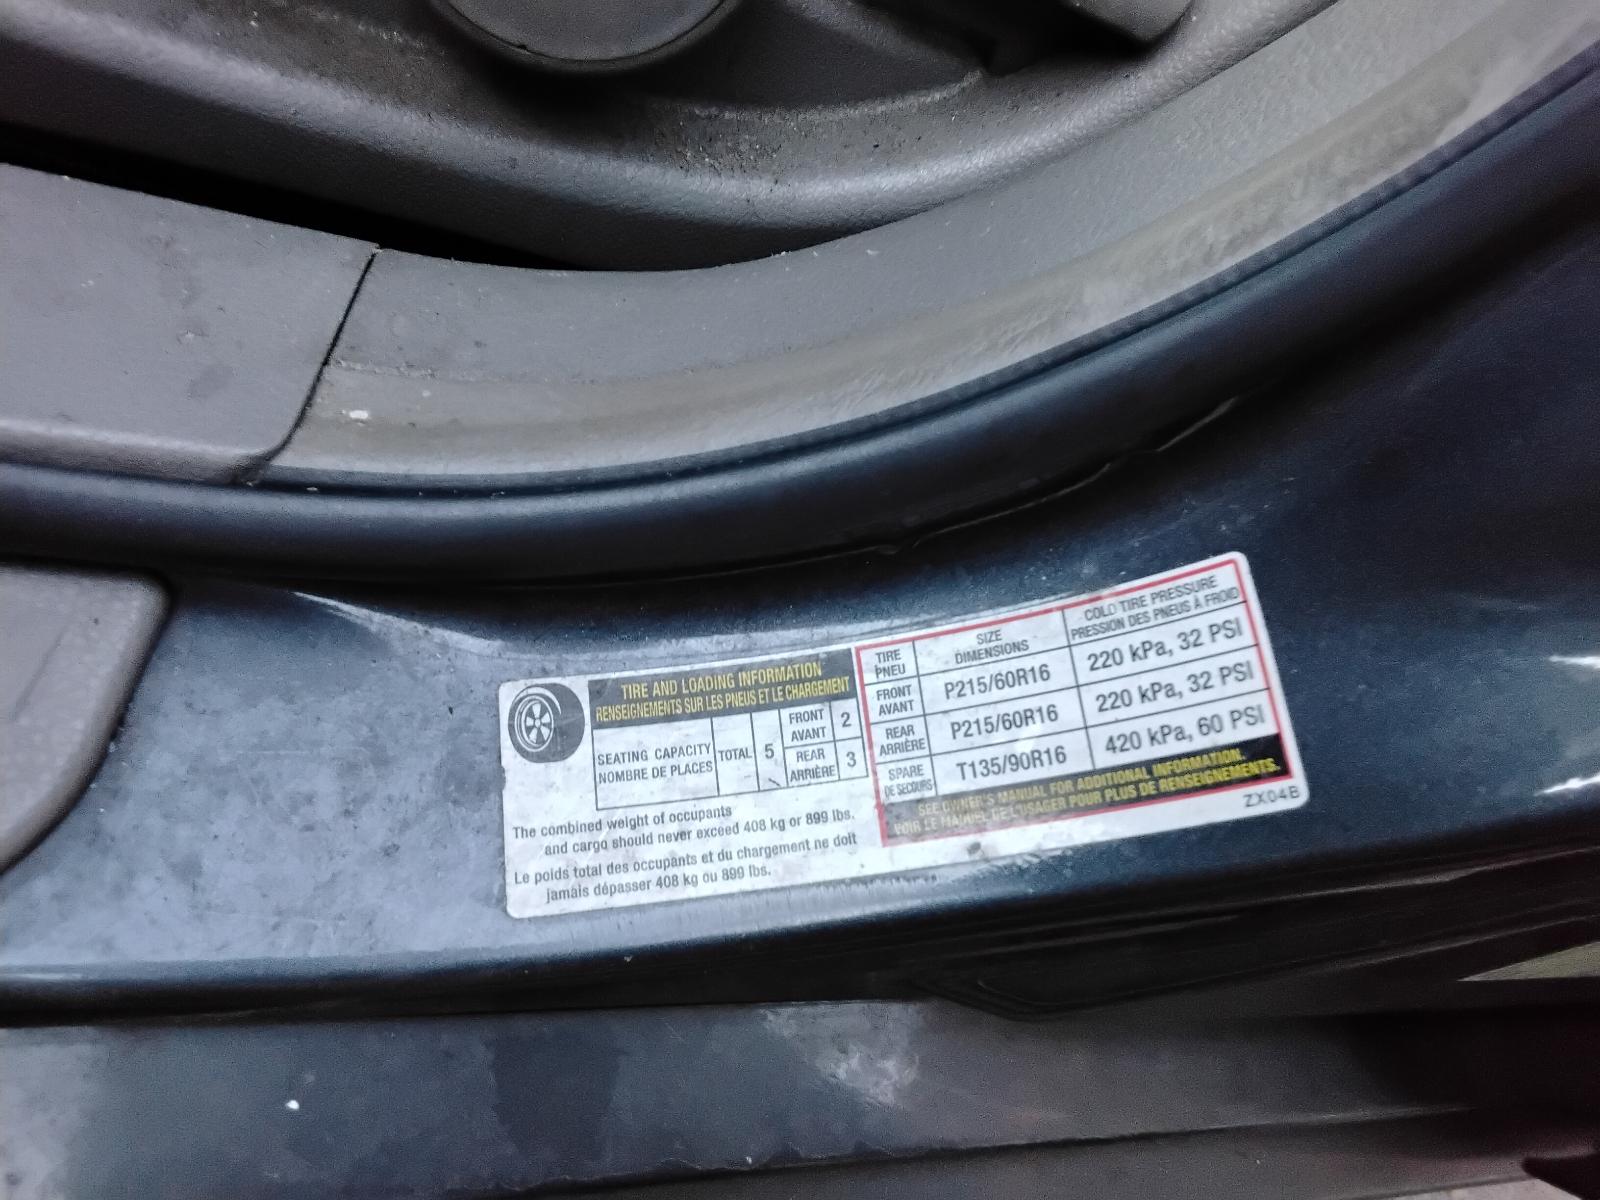 TIRE AND LOADING INFORMATION
RENSEIGNEMENTS SUR LES PNEUS ET LE CHARGEMENT
SEATING CAPACITY
NOMBRE DE PLACES
TOTAL 5
FRONT
AVANT 2
REAR
ARRIÈRE 3
The combined weight of occupants
and cargo should never exceed 408 kg or 899 lbs.
Le poids total des occupants et du chargement ne doit
jamais dépasser 408 kg ou 899 lbs.
TIRE
PNEU
SIZE
DIMENSIONS
COLD TIRE PRESSURE
PRESSION DES PNEUS À FROID
FRONT
AVANT
P215/60R16
220 kPa, 32 PSI
REAR
ARRIÈRE
P215/60R16
220 kPa, 32 PSI
SPARE
DE SECOURS
T135/90R16
420 kPa, 60 PSI
SEE OWNER'S MANUAL FOR ADDITIONAL INFORMATION.
VOIR LE MANUEL DE L'USAGER POUR PLUS DE RENSEIGNEMENTS.
ZX04B